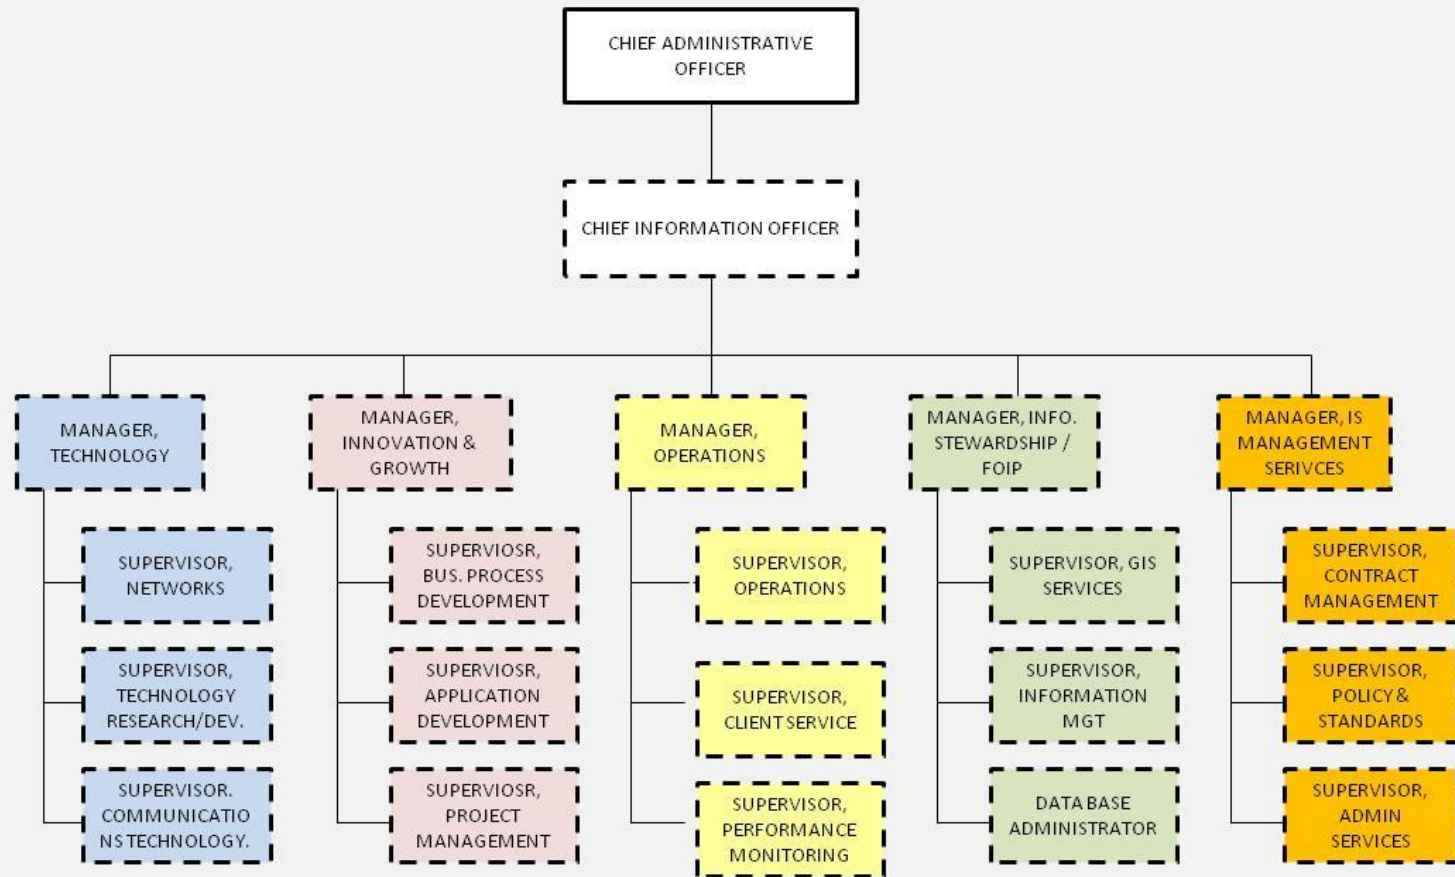 CHIEF ADMINISTRATIVE
OFFICER
CHIEF INFORMATION OFFICER
MANAGER,
TECHNOLOGY
MANAGER,
INNOVATION &
GROWTH
MANAGER,
OPERATIONS
MANAGER, INFO.
STEWARDSHIP /
FOIP
MANAGER, IS
MANAGEMENT
SERIVCES
SUPERVISOR,
NETWORKS
SUPERVIOSR,
BUS. PROCESS
DEVELOPMENT
SUPERVISOR,
OPERATIONS
SUPERVISOR, GIS
SERVICES
SUPERVISOR,
CONTRACT
MANAGEMENT
SUPERVISOR,
TECHNOLOGY
RESEARCH/DEV.
SUPERVIOSR,
APPLICATION
DEVELOPMENT
SUPERVISOR,
CLIENT SERVICE
SUPERVISOR,
INFORMATION
MGT
SUPERVISOR,
POLICY &
STANDARDS
SUPERVISOR.
COMMUNICATIO
NS TECHNOLOGY.
SUPERVIOSR,
PROJECT
MANAGEMENT
SUPERVISOR,
PERFORMANCE
MONITORING
DATA BASE
ADMINISTRATOR
SUPERVISOR,
ADMIN
SERVICES